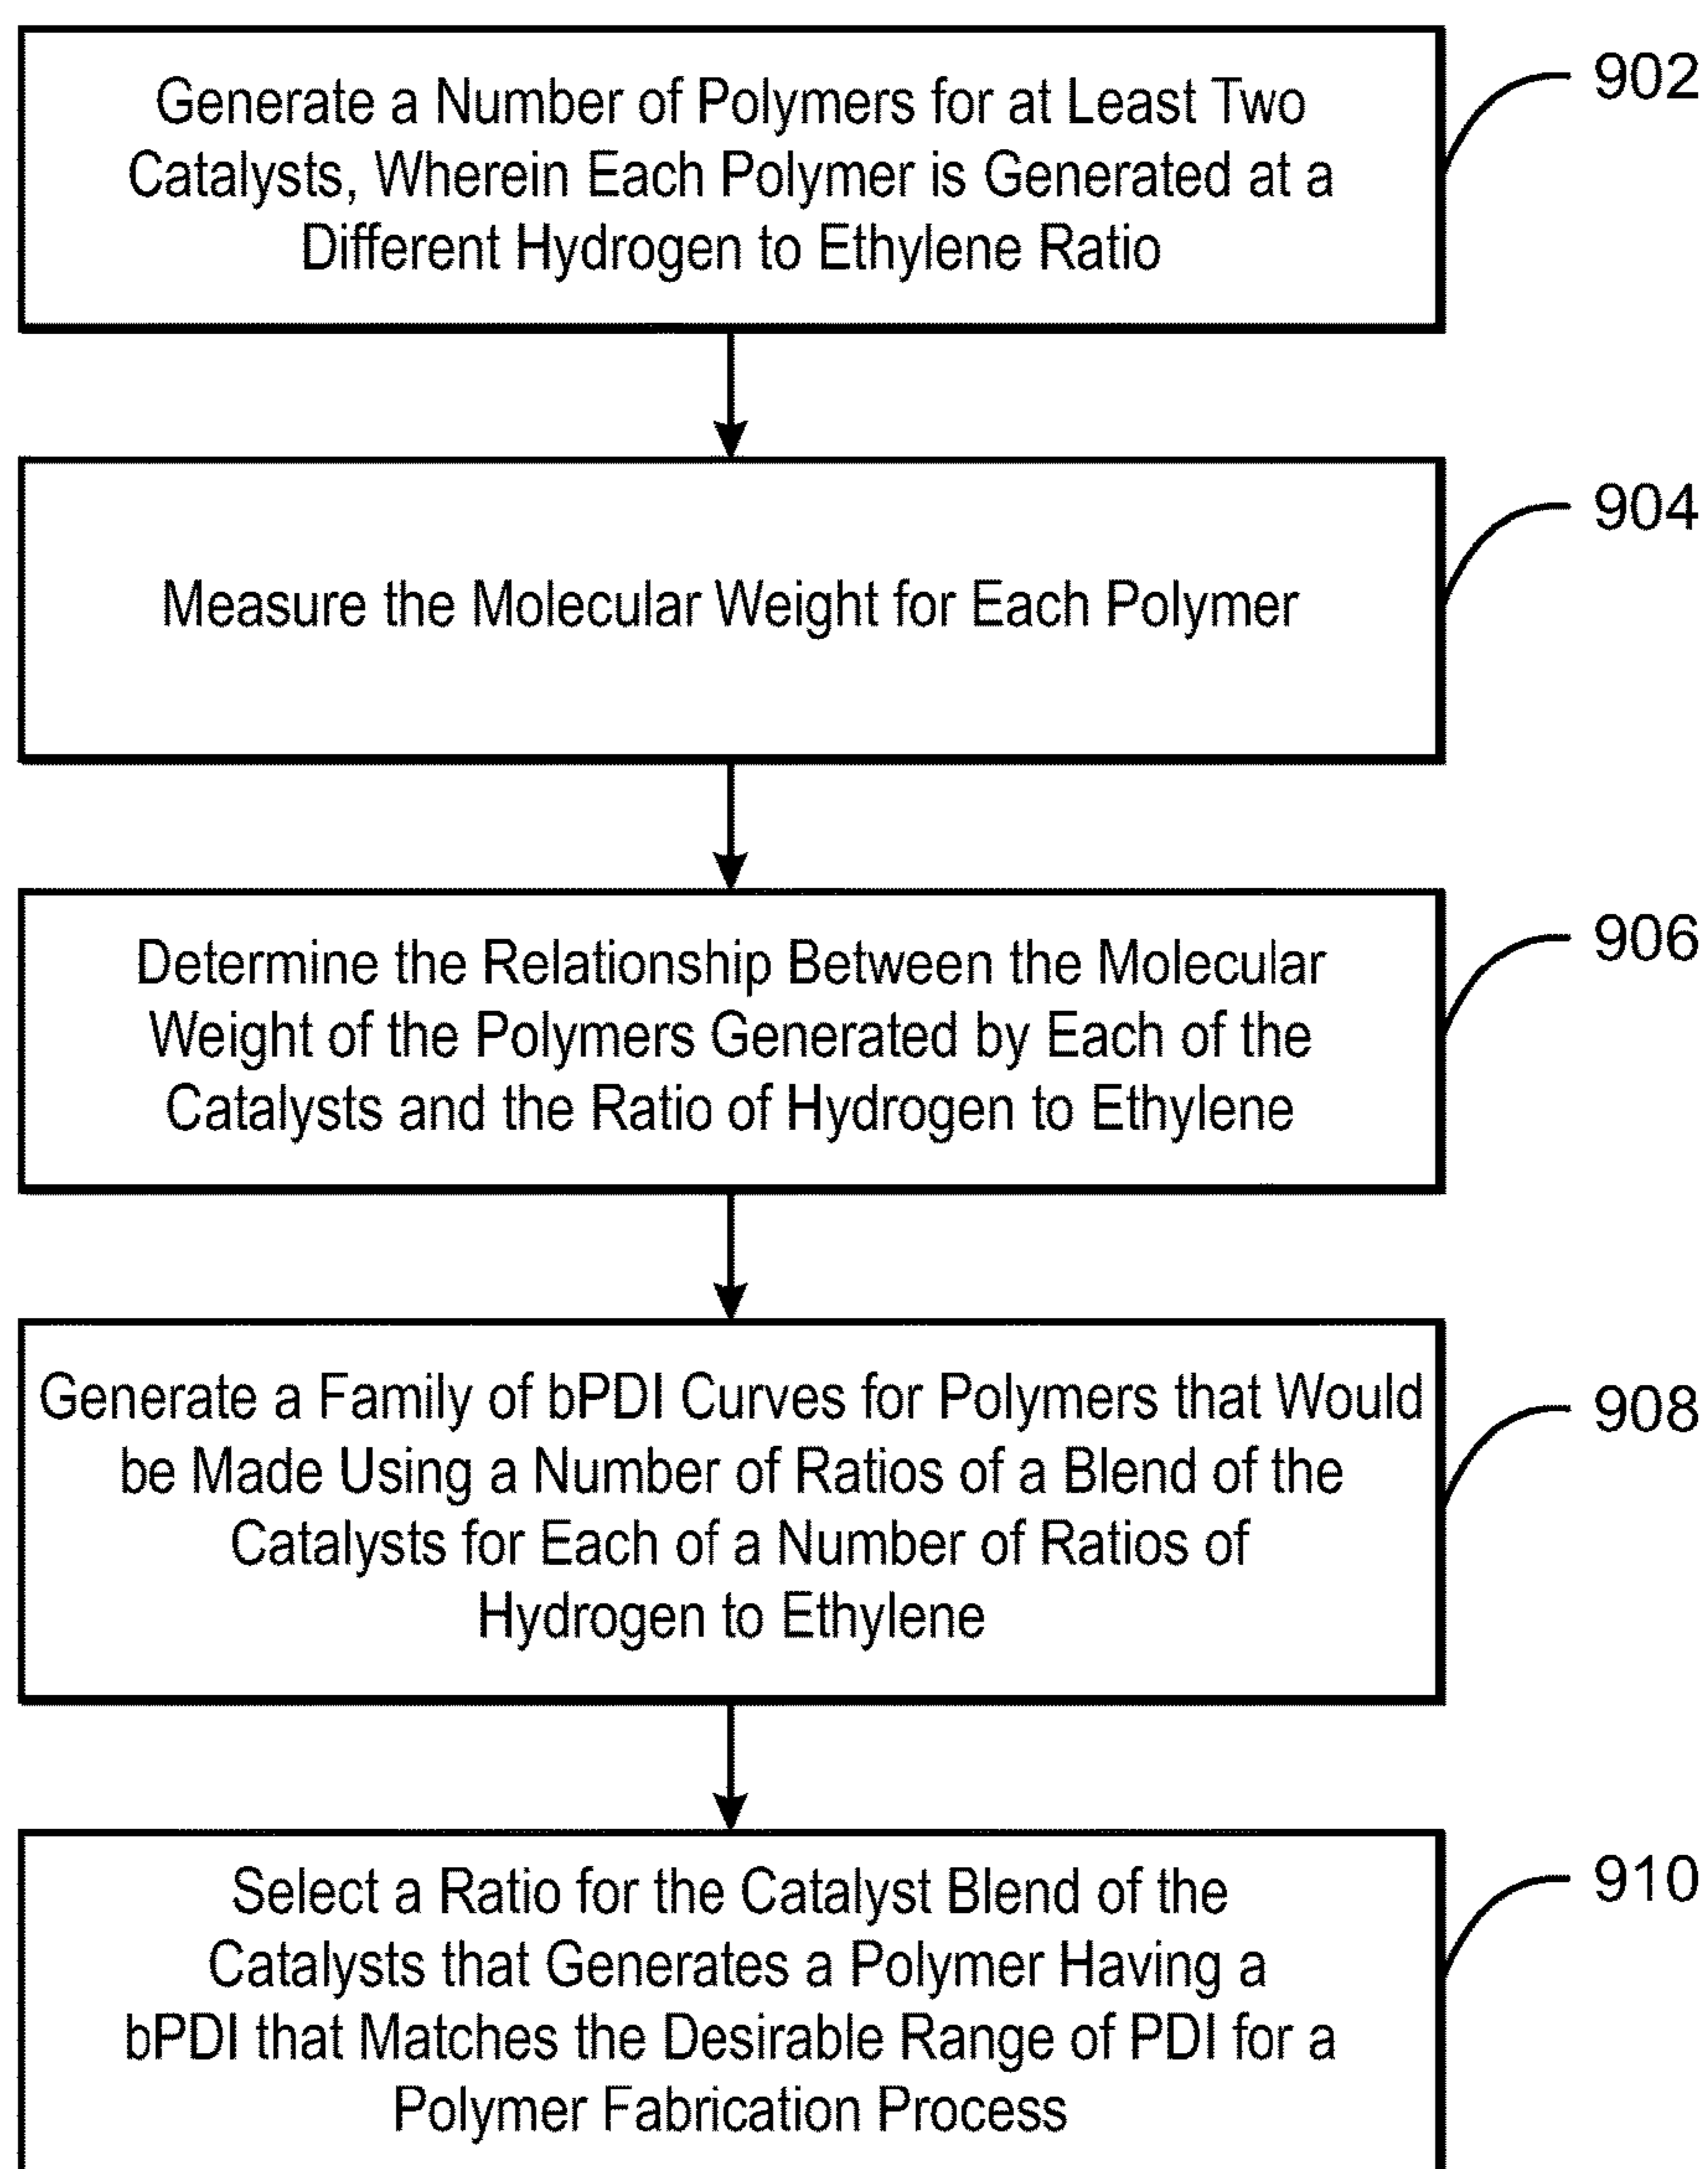 Generate a Number of Polymers for at Least Two
Catalysts, Wherein Each Polymer is Generated at a
Different Hydrogen to Ethylene Ratio
902
Measure the Molecular Weight for Each Polymer
904
Determine the Relationship Between the Molecular
Weight of the Polymers Generated by Each of the
Catalysts and the Ratio of Hydrogen to Ethylene
906
Generate a Family of bPDI Curves for Polymers that Would
be Made Using a Number of Ratios of a Blend of the
Catalysts for Each of a Number of Ratios of
Hydrogen to Ethylene
908
Select a Ratio for the Catalyst Blend of the
Catalysts that Generates a Polymer Having a
bPDI that Matches the Desirable Range of PDI for a
Polymer Fabrication Process
910